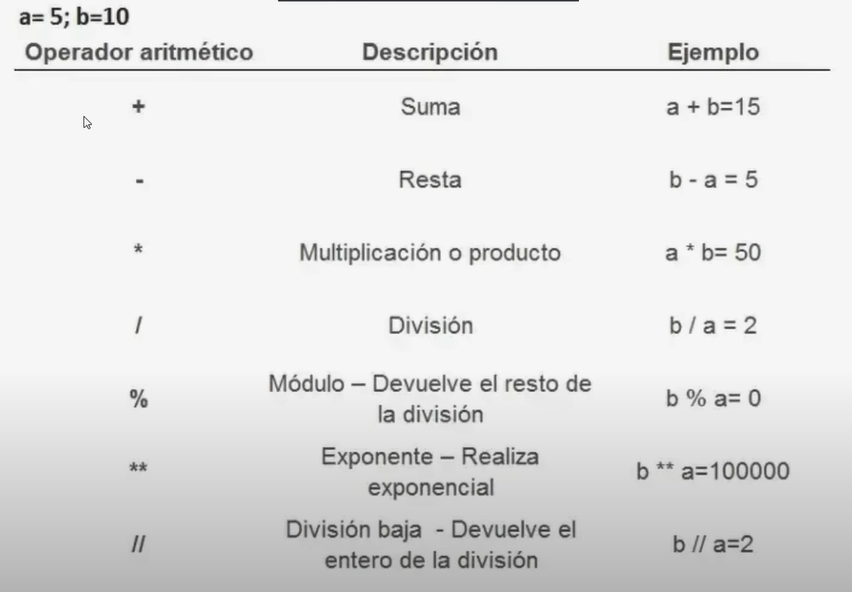 a= 5; b=10
Operador aritmético Descripción Ejemplo
+ Suma a + b=15
- Resta b - a = 5
* Multiplicación o producto a * b= 50
/ División b / a = 2
Módulo – Devuelve el resto de
% la división b % a= 0
Exponente – Realiza
** exponencial b ** a=100000
División baja - Devuelve el
// entero de la división b // a=2